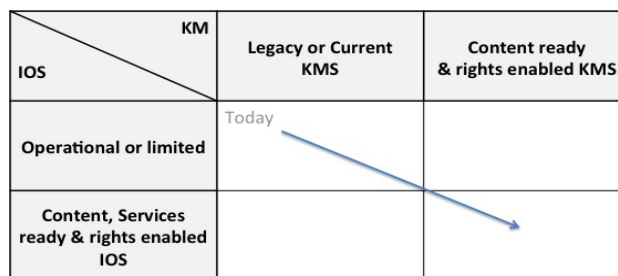 KM
IOS
Legacy or Current
KMS
Content ready
& rights enabled KMS
Operational or limited
Today
Content, Services
ready & rights enabled
IOS